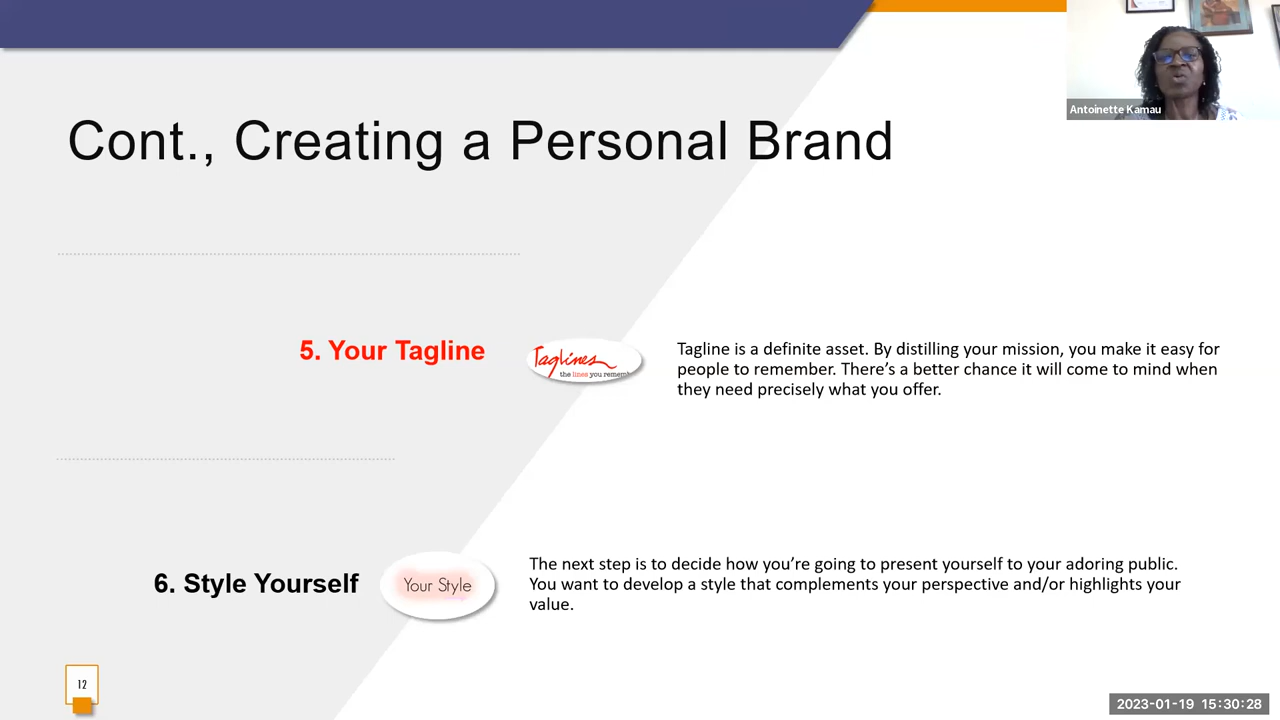 Antoinette Kamau
Cont., Creating a Personal Brand
5. Your Tagline
Taglines
the lines you rememb
Tagline is a definite asset. By distilling your mission, you make it easy for
people to remember. There’s a better chance it will come to mind when
they need precisely what you offer.
6. Style Yourself
Your Style
The next step is to decide how you’re going to present yourself to your adoring public.
You want to develop a style that complements your perspective and/or highlights your
value.
12
2023-01-19 15:30:28